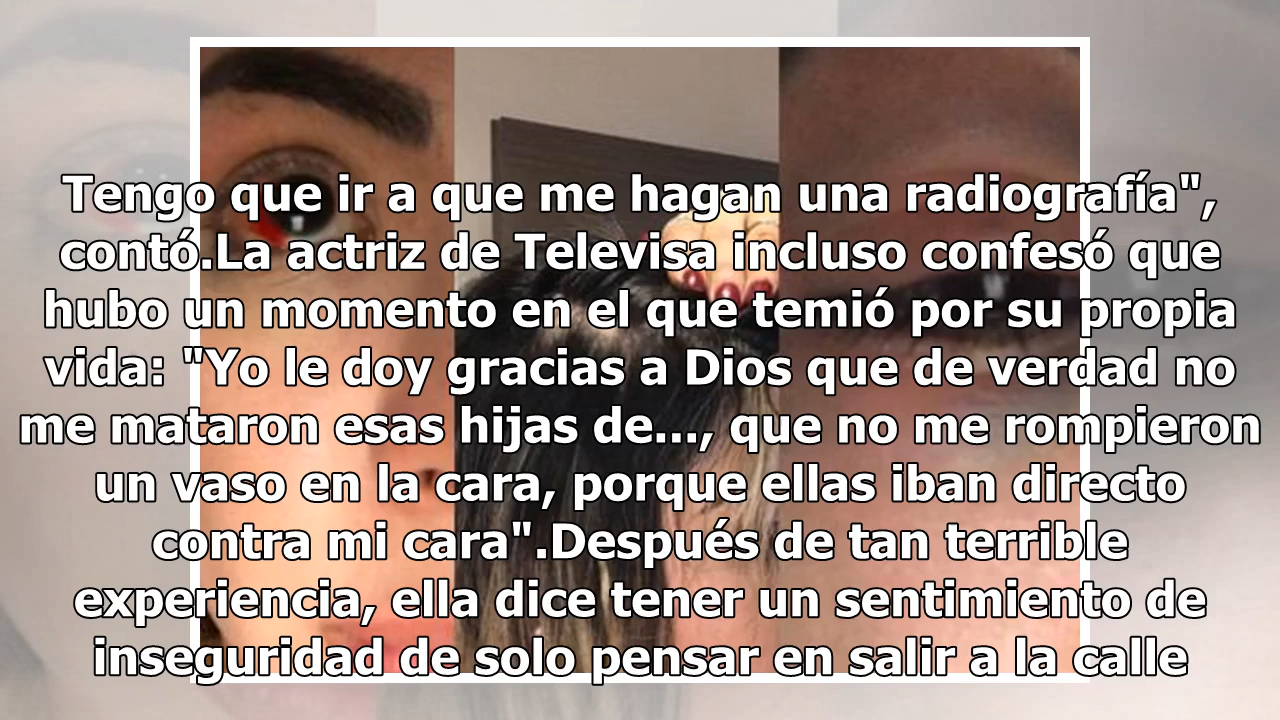 Tengo que ir a que me hagan una radiografía",
contó.La actriz de Televisa incluso confesó que
hubo un momento en el que temió por su propia
vida: "Yo le doy gracias a Dios que de verdad no
me mataron esas hijas de..., que no me rompieron
un vaso en la cara, porque ellas iban directo
contra mi cara".Después de tan terrible
experiencia, ella dice tener un sentimiento de
inseguridad de solo pensar en salir a la calle